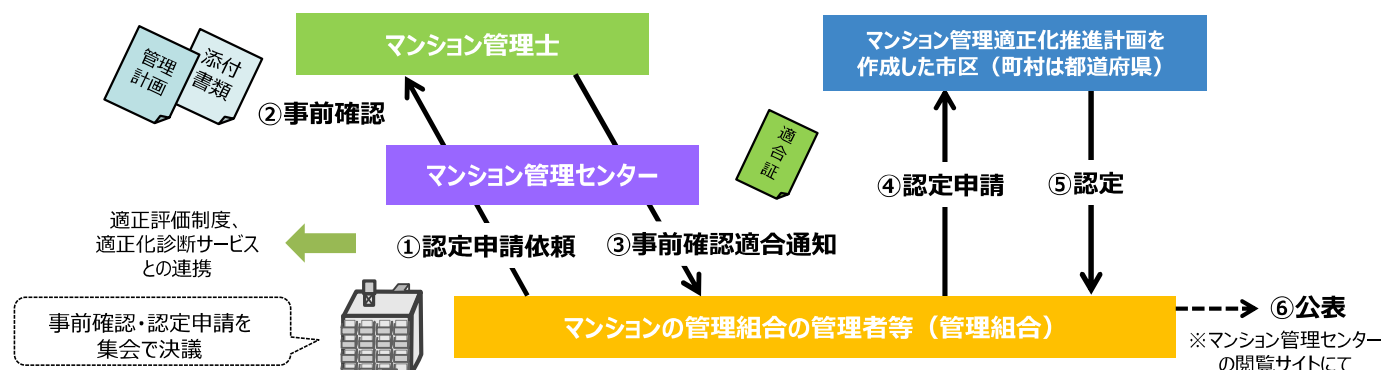 マンション管理士
マンション管理適正化推進計画を
作成した市区（町村は都道府県）
管理
計画
添付
書類
②事前確認
適合証
マンション管理センター
④認定申請
⑤認定
適正評価制度、
適正化診断サービス
との連携
①認定申請依頼
③事前確認適合通知
事前確認・認定申請を
集会で決議
マンションの管理組合の管理者等（管理組合）
⑥公表
※マンション管理センター
の閲覧サイトにて